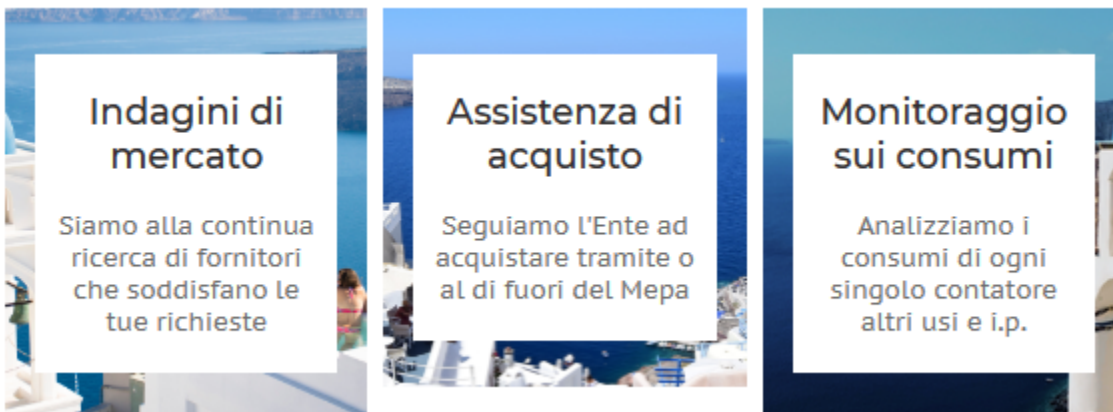 Indagini di
mercato
Siamo alla continua
ricerca di fornitori
che soddisfano le
tue richieste
Assistenza di
acquisto
Seguiamo l'Ente ad
acquistare tramite o
al di fuori del Mepa
Monitoraggio
sui consumi
Analizziamo i
consumi di ogni
singolo contatore
altri usi e i.p.